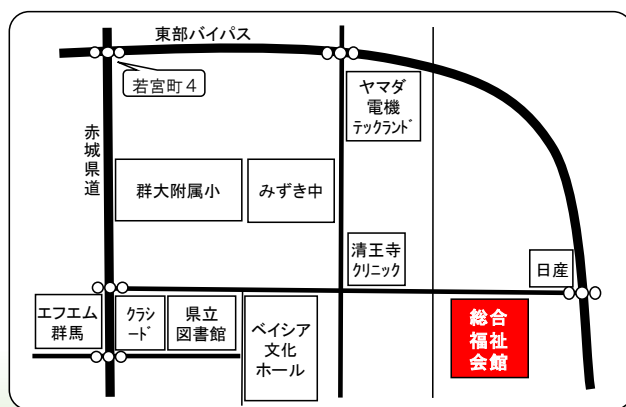 東部バイパス
若宮町４
ヤマダ
電機
テックランド
赤城県道
群大附属小
みずき中
清王寺
クリニック
日産
エフエム
群馬
クラシ
ード
県立
図書館
ベイシア
文化
ホール
総合
福祉
会館